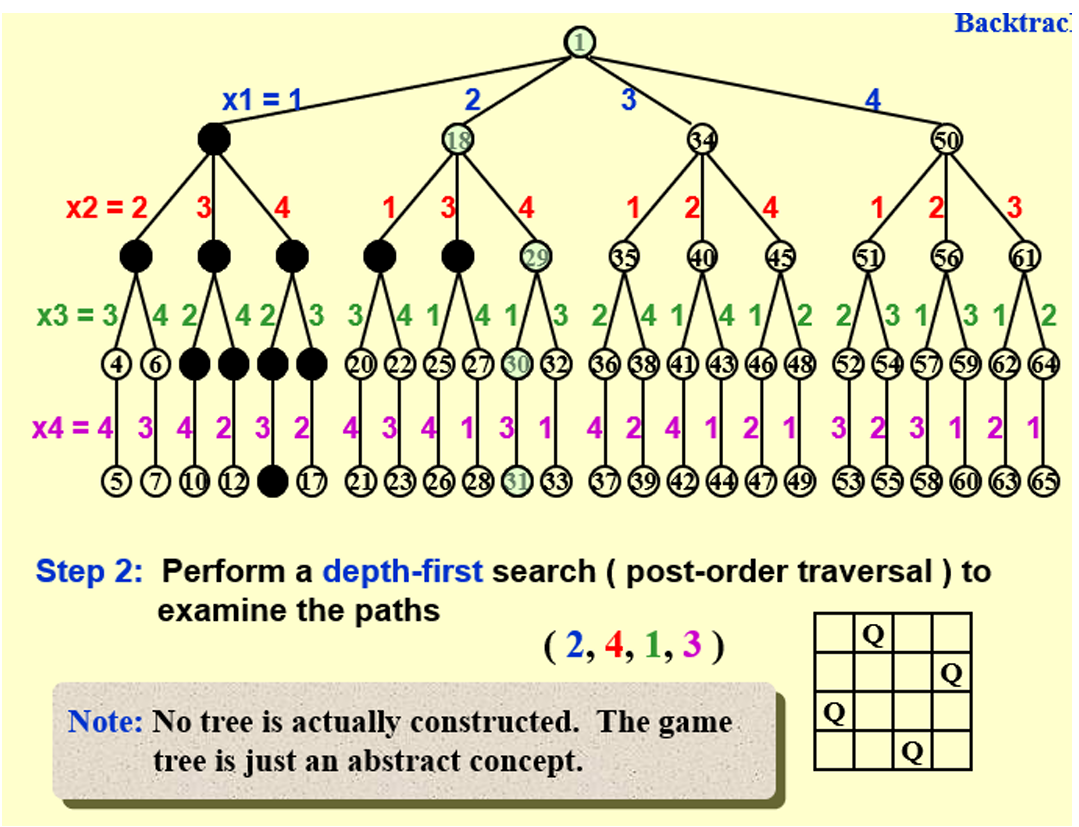 Backtrac
1
x1 = 1 2 3 4
18 34 50
x2 = 2 3 4 1 3 4 1 2 4 1 2 3
29 35 40 45 51 56 61
x3 = 3 4 2 4 2 3 3 4 1 4 1 3 2 4 1 4 1 2 2 3 1 3 1 2
4 6 20 22 25 27 30 32 36 38 41 43 46 48 52 54 57 59 62 64
x4 = 4 3 4 2 3 2 4 3 4 1 3 1 4 2 4 1 2 1 3 2 3 1 2 1
5 7 10 12 17 21 23 26 28 31 33 37 39 42 44 47 49 53 55 58 60 63 65
Step 2: Perform a depth-first search ( post-order traversal ) to
examine the paths
( 2, 4, 1, 3 )
Q
Q
Q
Q
Note: No tree is actually constructed. The game
tree is just an abstract concept.